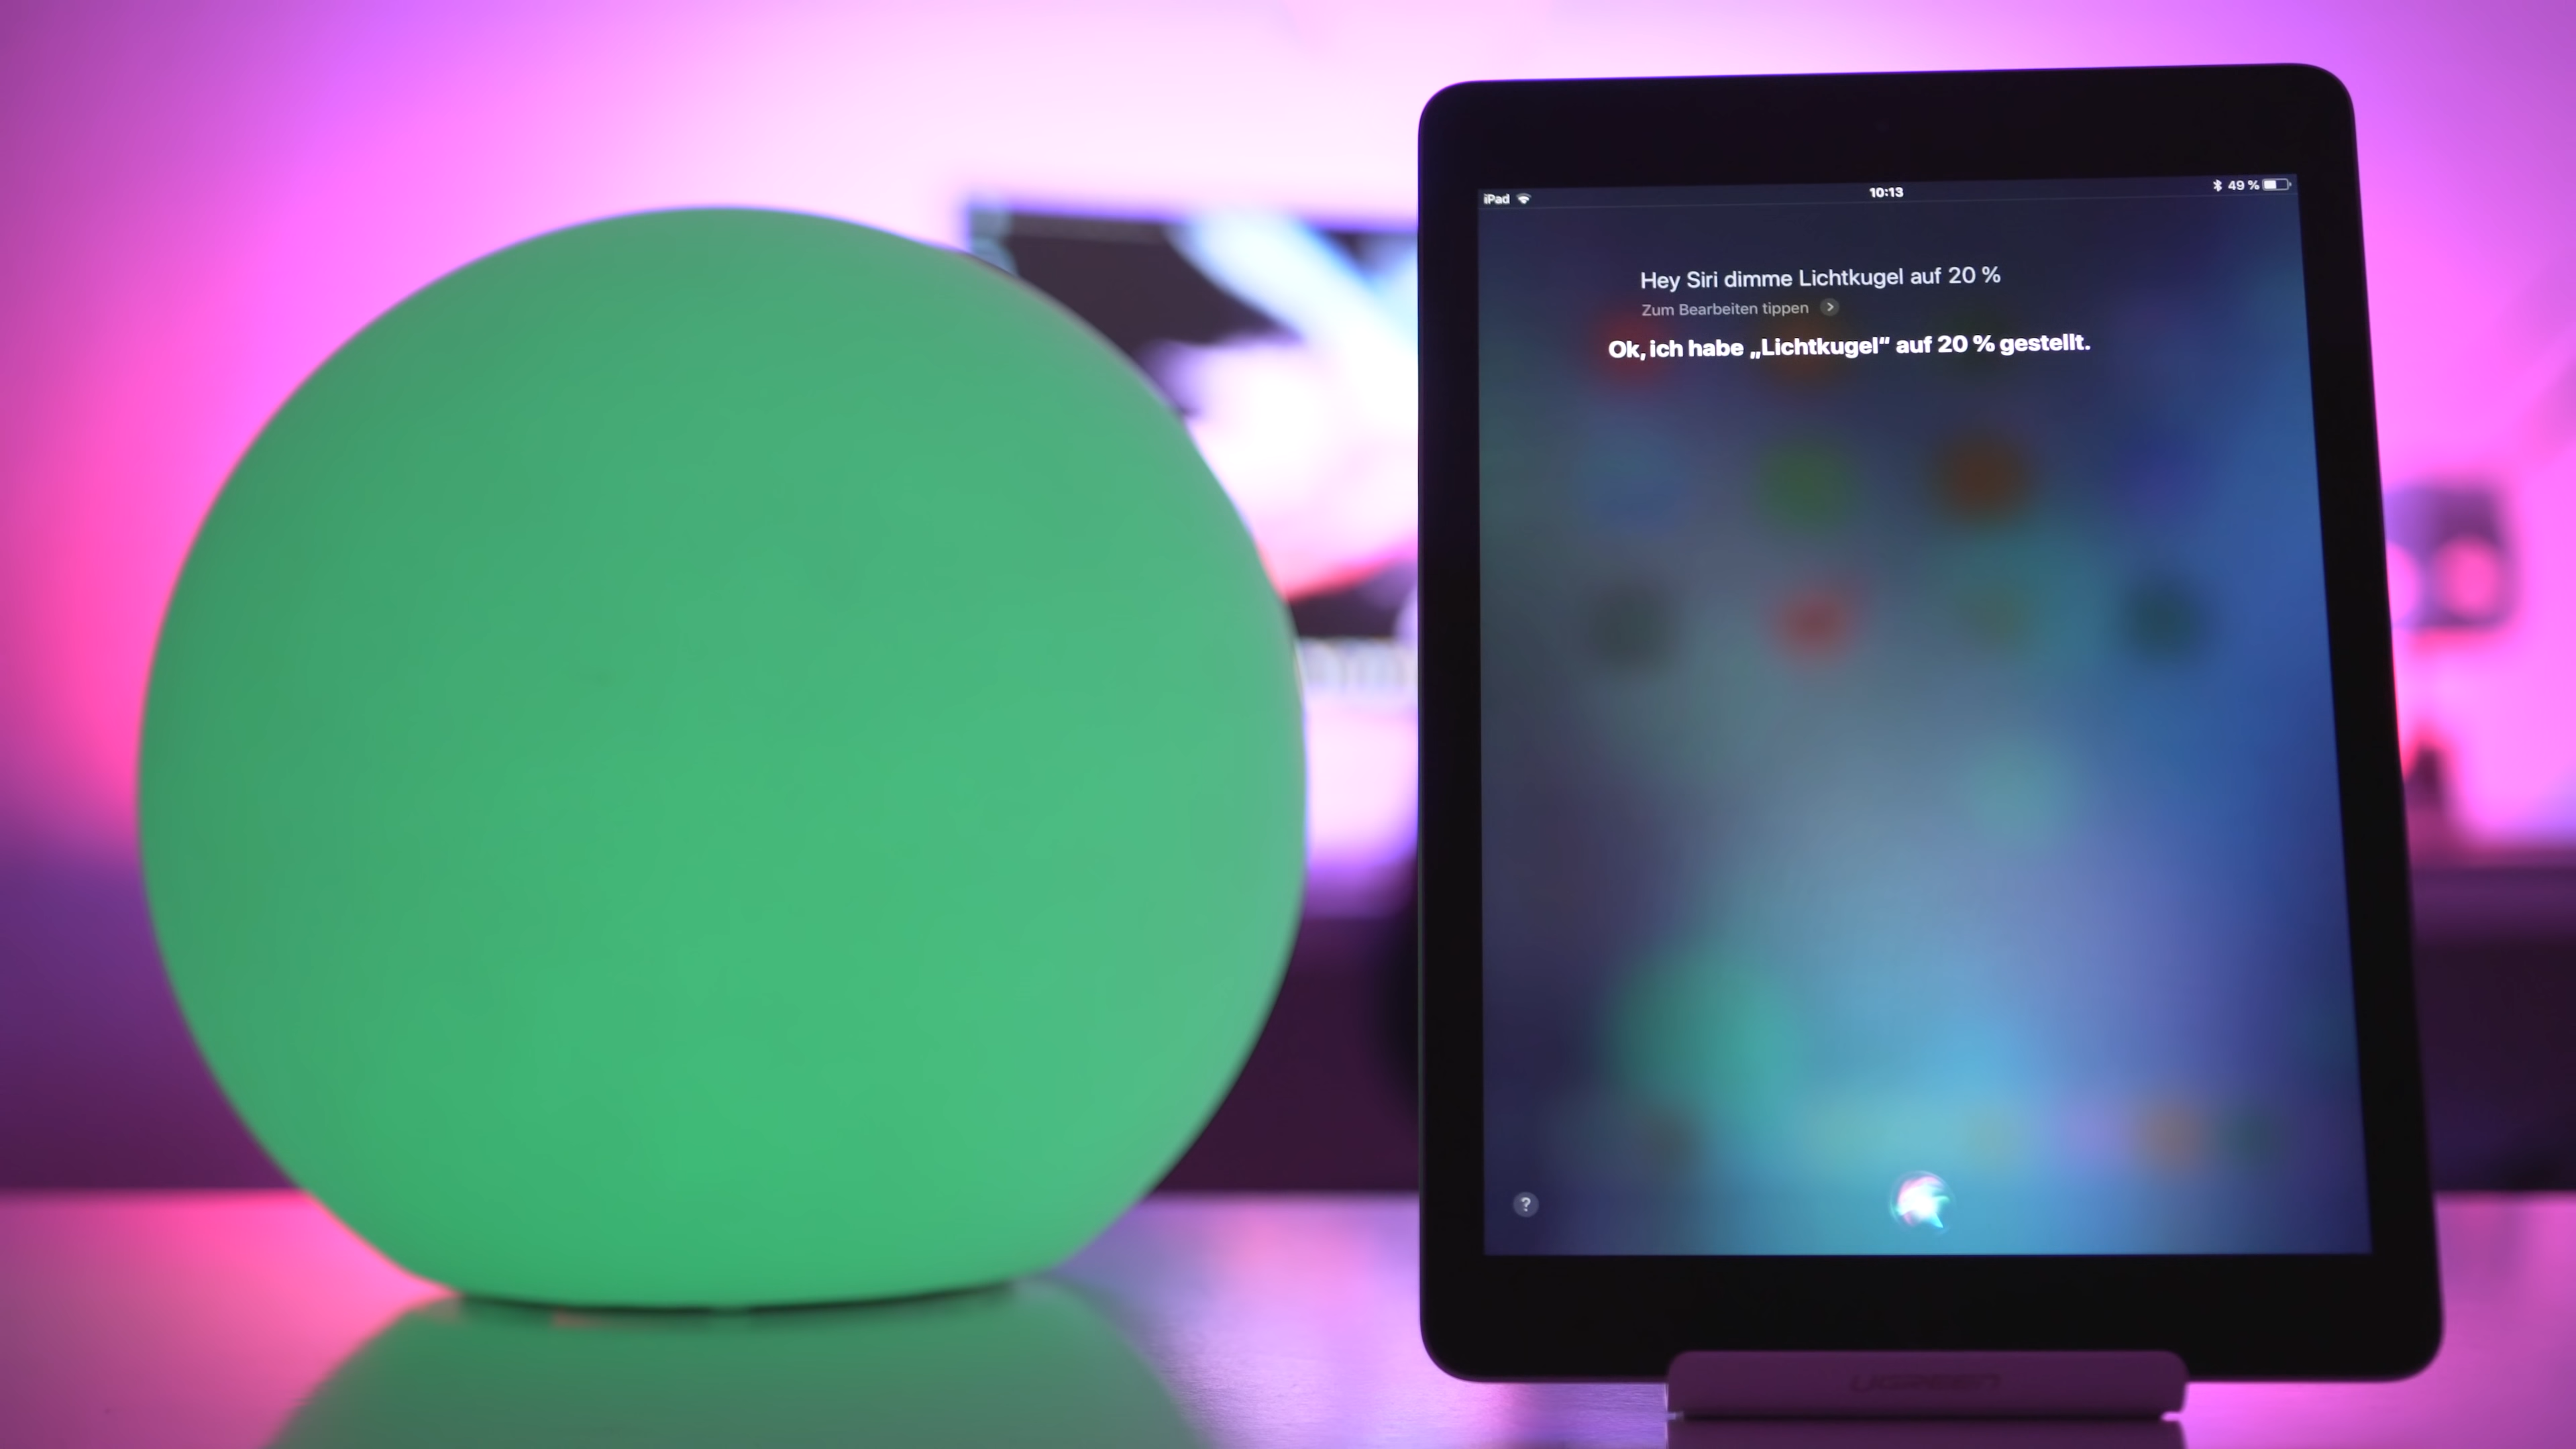 iPad 10:13 49 %
Hey Siri dimme Lichtkugel auf 20 %
Zum Bearbeiten tippen
Ok, ich habe „Lichtkugel“ auf 20 % gestellt.
?
UGREEN